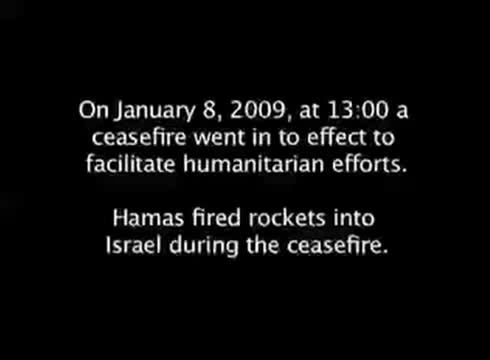 On January 8, 2009, at 13:00 a
ceasefire went in to effect to
facilitate humanitarian efforts.
Hamas fired rockets into
Israel during the ceasefire.